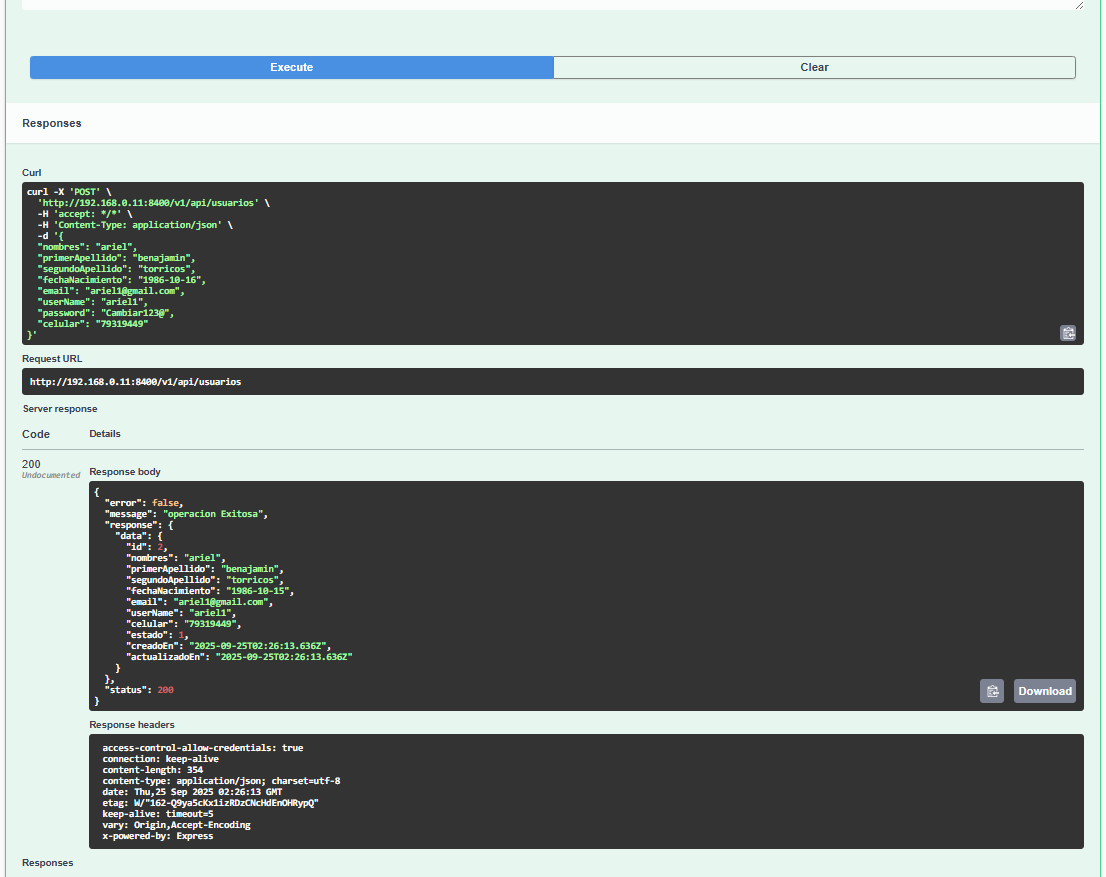 Execute
Clear
Responses
Curl
curl -X 'POST' \
  'http://192.168.0.11:8400/v1/api/usuarios' \
  -H 'accept: */*' \
  -H 'Content-Type: application/json' \
  -d '{
  "nombres": "ariel",
  "primerApellido": "benajamin",
  "segundoApellido": "torricos",
  "fechaNacimiento": "1986-10-16",
  "email": "ariel1@gmail.com",
  "userName": "ariel1",
  "password": "Cambiar123@",
  "celular": "79319449"
}'
Request URL
http://192.168.0.11:8400/v1/api/usuarios
Server response
Code Details
200
Undocumented
Response body
{
  "error": false,
  "message": "operacion Exitosa",
  "response": {
    "data": {
      "id": 2,
      "nombres": "ariel",
      "primerApellido": "benajamin",
      "segundoApellido": "torricos",
      "fechaNacimiento": "1986-10-15",
      "email": "ariel1@gmail.com",
      "userName": "ariel1",
      "celular": "79319449",
      "estado": 1,
      "creadoEn": "2025-09-25T02:26:13.636Z",
      "actualizadoEn": "2025-09-25T02:26:13.636Z"
    }
  },
  "status": 200
}
Download
Response headers
access-control-allow-credentials: true
connection: keep-alive
content-length: 354
content-type: application/json; charset=utf-8
date: Thu,25 Sep 2025 02:26:13 GMT
etag: W/"162-Q9ya5cKx1izRDzCNcHdEnOHRypQ"
keep-alive: timeout=5
vary: Origin,Accept-Encoding
x-powered-by: Express
Responses